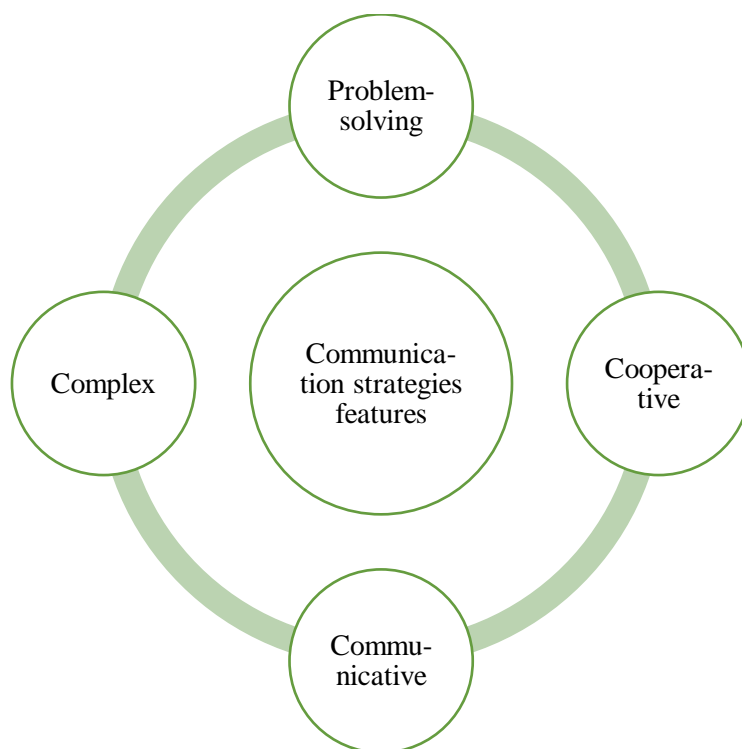 Problem-
solving
Complex
Communica-
tion strategies
features
Coopera-
tive
Commu-
nicative